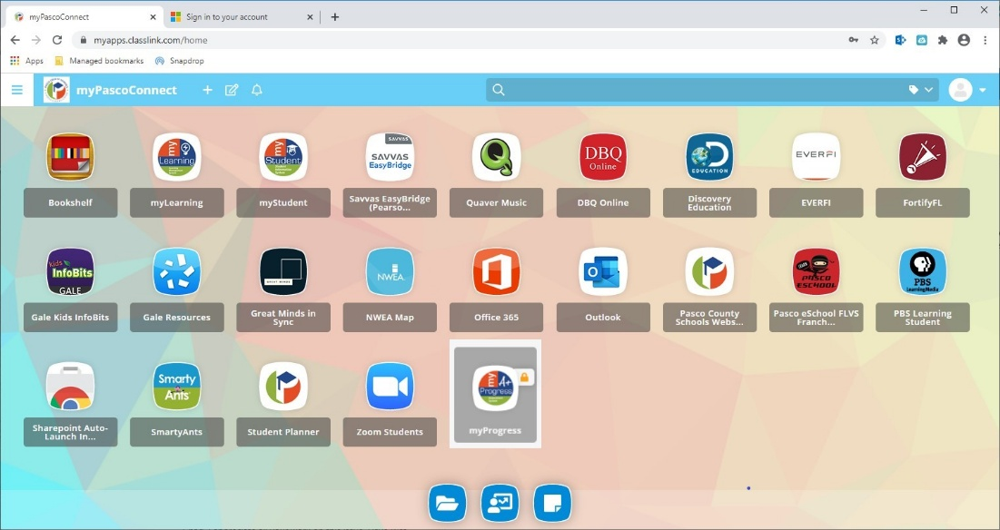 myPascoConnect
Sign in to your account
myapps.classlink.com/home
Apps
Managed bookmarks
Snapdrop
myPascoConnect
my
Learning
my
Student
SAVVAS
SAVVAS
EasyBridge
Q
DBQ
Online
EDUCATION
EVERFI
Bookshelf
myLearning
myStudent
Savvas EasyBridge
(Pearso...
Quaver Music
DBQ Online
Discovery
Education
EVERFI
FortifyFL
kids
InfoBits
GALE
GREAT MINDS
NWEA
O
PASCO
ESCHOOL
PBS
LearningMedia
Gale Kids InfoBits
Gale Resources
Great Minds in
Sync
NWEA Map
Office 365
Outlook
Pasco County
Schools Webs...
Pasco eSchool FLVS
Franch...
PBS Learning
Student
Smarty
Ants
my
A+
Progress
Sharepoint Auto-
Launch In...
SmartyAnts
Student Planner
Zoom Students
myProgress